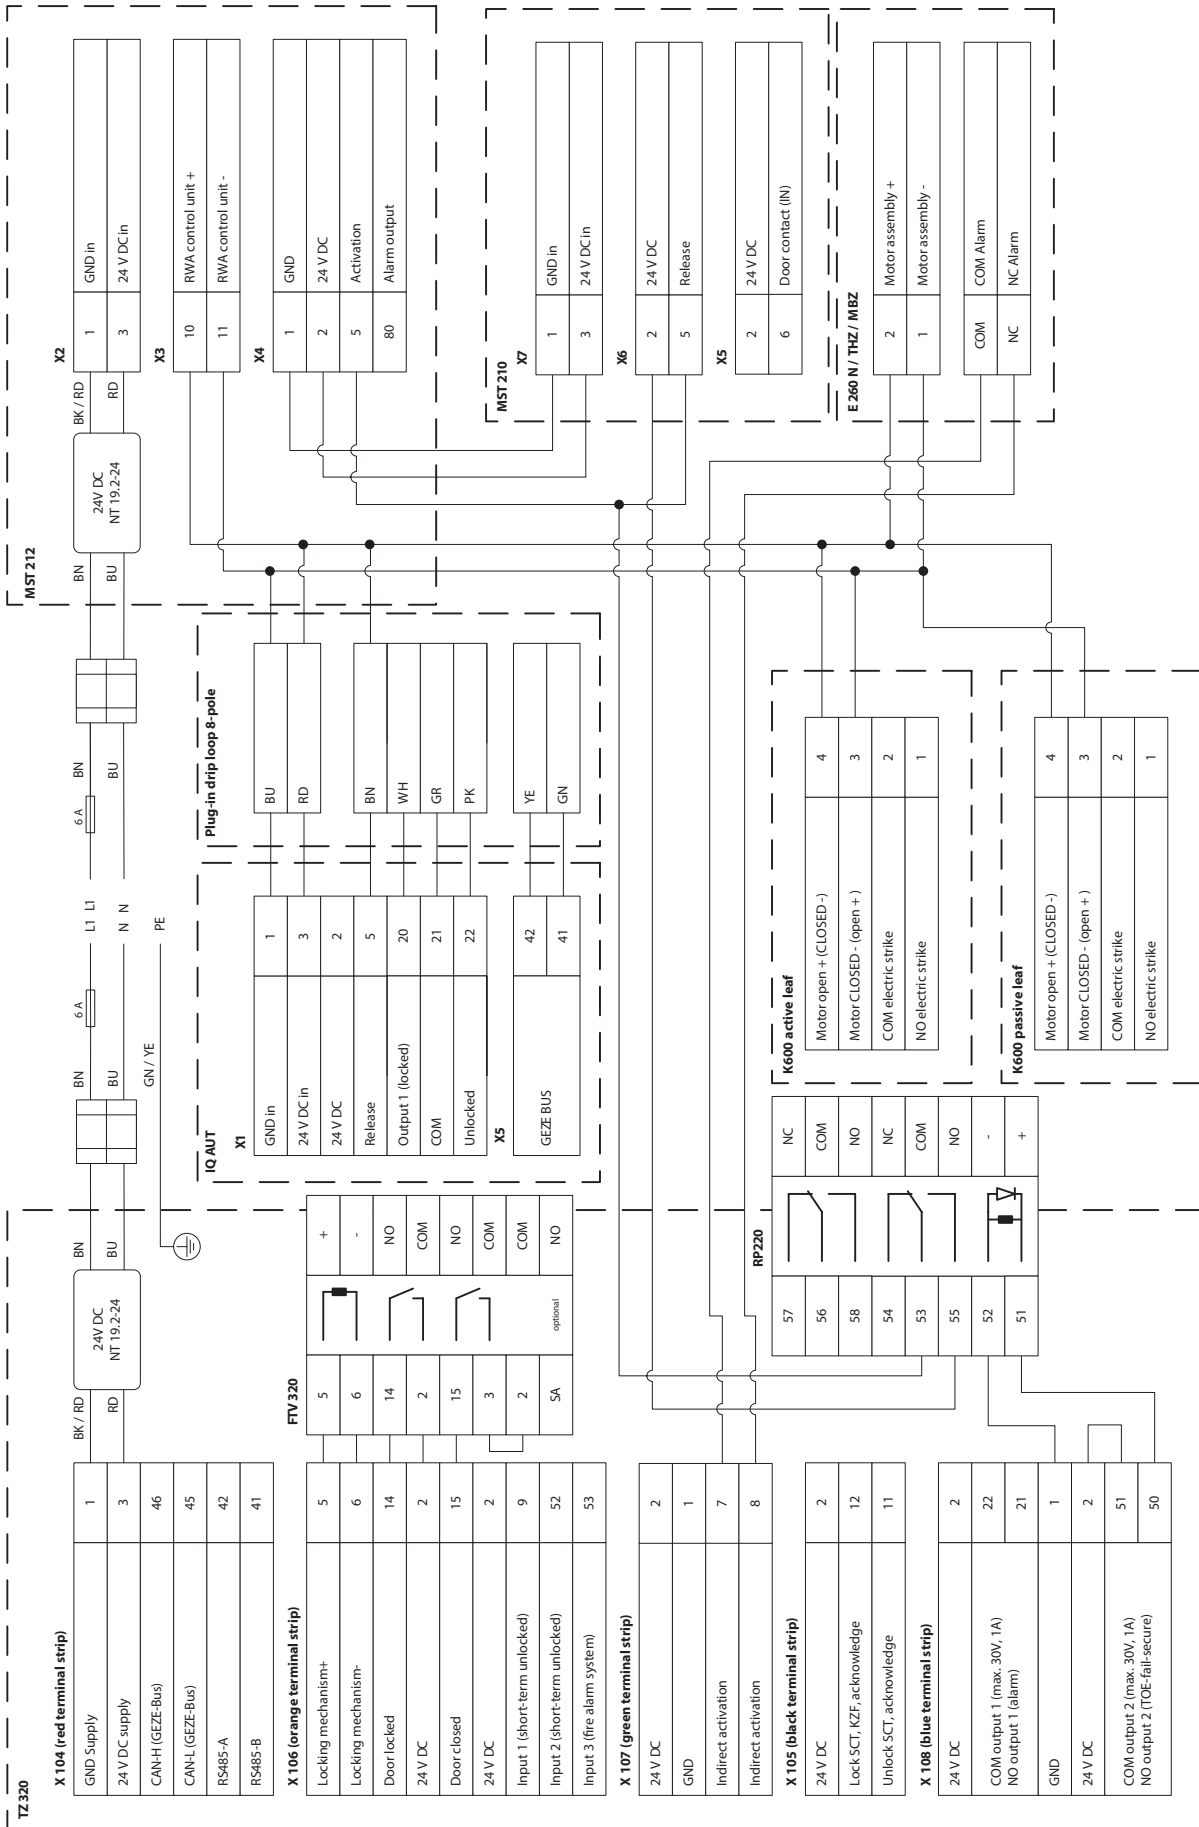 TZ 320
X 104 (red terminal strip)
GND Supply 1
24 V DC supply 3
CAN-H (GEZE-Bus) 46
CAN-L (GEZE-Bus) 45
RS485-A 42
RS485-B 41
BK / RD
RD
24V DC
NT 19.2-24
BN
BU
BN
BU
GN / YE
6 A
L1 L1
N N
PE
6 A
BN
BU
BN
BU
24V DC
NT 19.2-24
BK / RD
RD
MST 212
X2
1 GND in
3 24 V DC in
X3
10 RWA control unit +
11 RWA control unit -
X4
1 GND
2 24 V DC
5 Activation
80 Alarm output
X 106 (orange terminal strip)
Locking mechanism+ 5
Locking mechanism- 6
Door locked 14
24 V DC 2
Door closed 15
24 V DC 2
Input 1 (short-term unlocked) 9
Input 2 (short-term unlocked) 52
Input 3 (fire alarm system) 53
FTV 320
5 +
6 -
14 NO
2 COM
15 NO
3 COM
2 COM
SA optional NO
IQ AUT
X1
GND in 1
24 V DC in 3
24 V DC 2
Release 5
Output 1 (locked) 20
COM 21
Unlocked 22
X5
GEZE BUS 42
41
Plug-in drip loop 8-pole
BU
RD
BN
WH
GR
PK
YE
GN
MST 210
X7
1 GND in
3 24 V DC in
X6
2 24 V DC
5 Release
X5
2 24 V DC
6 Door contact (IN)
E 260 N / THZ / MBZ
2 Motor assembly +
1 Motor assembly -
COM COM Alarm
NC NC Alarm
X 107 (green terminal strip)
24 V DC 2
GND 1
Indirect activation 7
Indirect activation 8
X 105 (black terminal strip)
24 V DC 2
Lock SCT, KZF, acknowledge 12
Unlock SCT, acknowledge 11
X 108 (blue terminal strip)
24 V DC 2
COM output 1 (max. 30V, 1A) 22
NO output 1 (alarm) 21
GND 1
24 V DC 2
COM output 2 (max. 30V, 1A) 51
NO output 2 (TOE-fail-secure) 50
RP220
57 NC
56 COM
58 NO
54 NC
53 COM
55 NO
52 -
51 +
K600 active leaf
Motor open + (CLOSED -) 4
Motor CLOSED - (open + ) 3
COM electric strike 2
NO electric strike 1
K600 passive leaf
Motor open + (CLOSED -) 4
Motor CLOSED - (open + ) 3
COM electric strike 2
NO electric strike 1